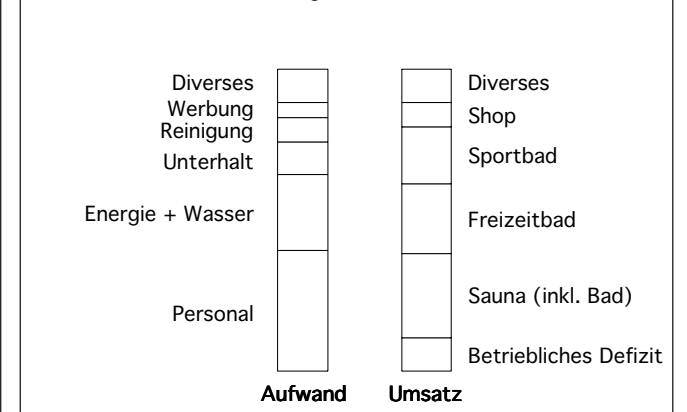 Diverses
Werbung
Reinigung
Unterhalt
Energie + Wasser
Personal
Diverses
Shop
Sportbad
Freizeitbad
Sauna (inkl. Bad)
Betriebliches Defizit
Aufwand
Umsatz